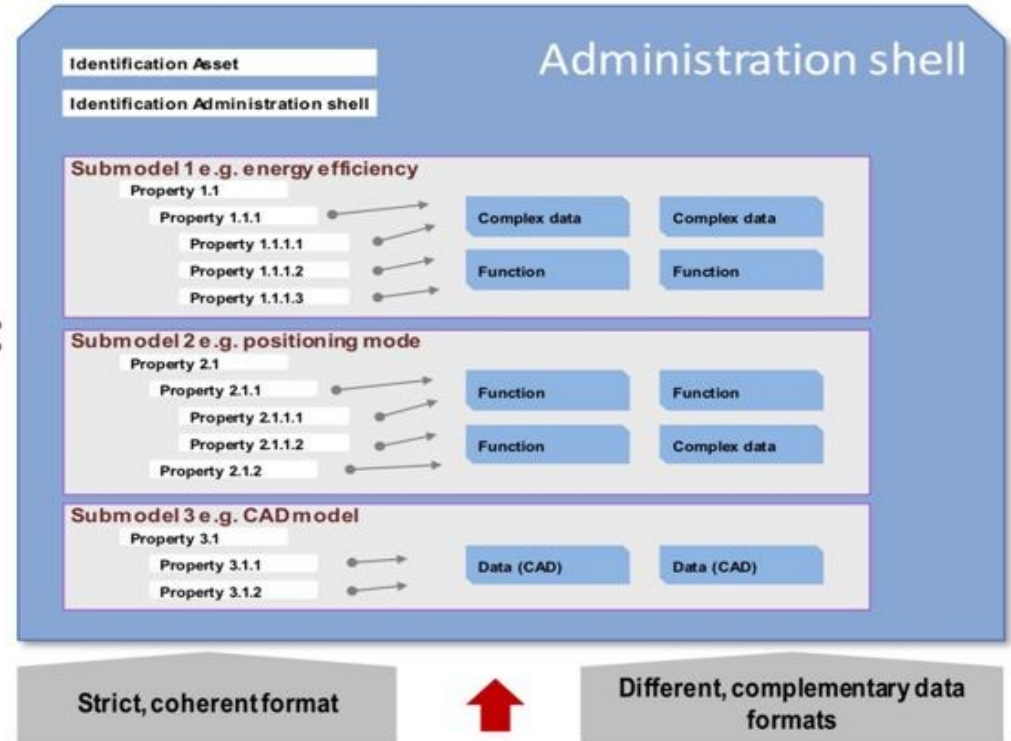 Administration shell
Identification Asset
Identification Administration shell
Submodel 1 e.g. energy efficiency
Property 1.1
Property 1.1.1
Property 1.1.1.1
Property 1.1.1.2
Property 1.1.1.3
Complex data
Complex data
Function
Function
Submodel 2 e.g. positioning mode
Property 2.1
Property 2.1.1
Property 2.1.1.1
Property 2.1.1.2
Property 2.1.2
Function
Function
Function
Complex data
Submodel 3 e.g. CAD model
Property 3.1
Property 3.1.1
Property 3.1.2
Data (CAD)
Data (CAD)
Strict, coherent format
Different, complementary data
formats